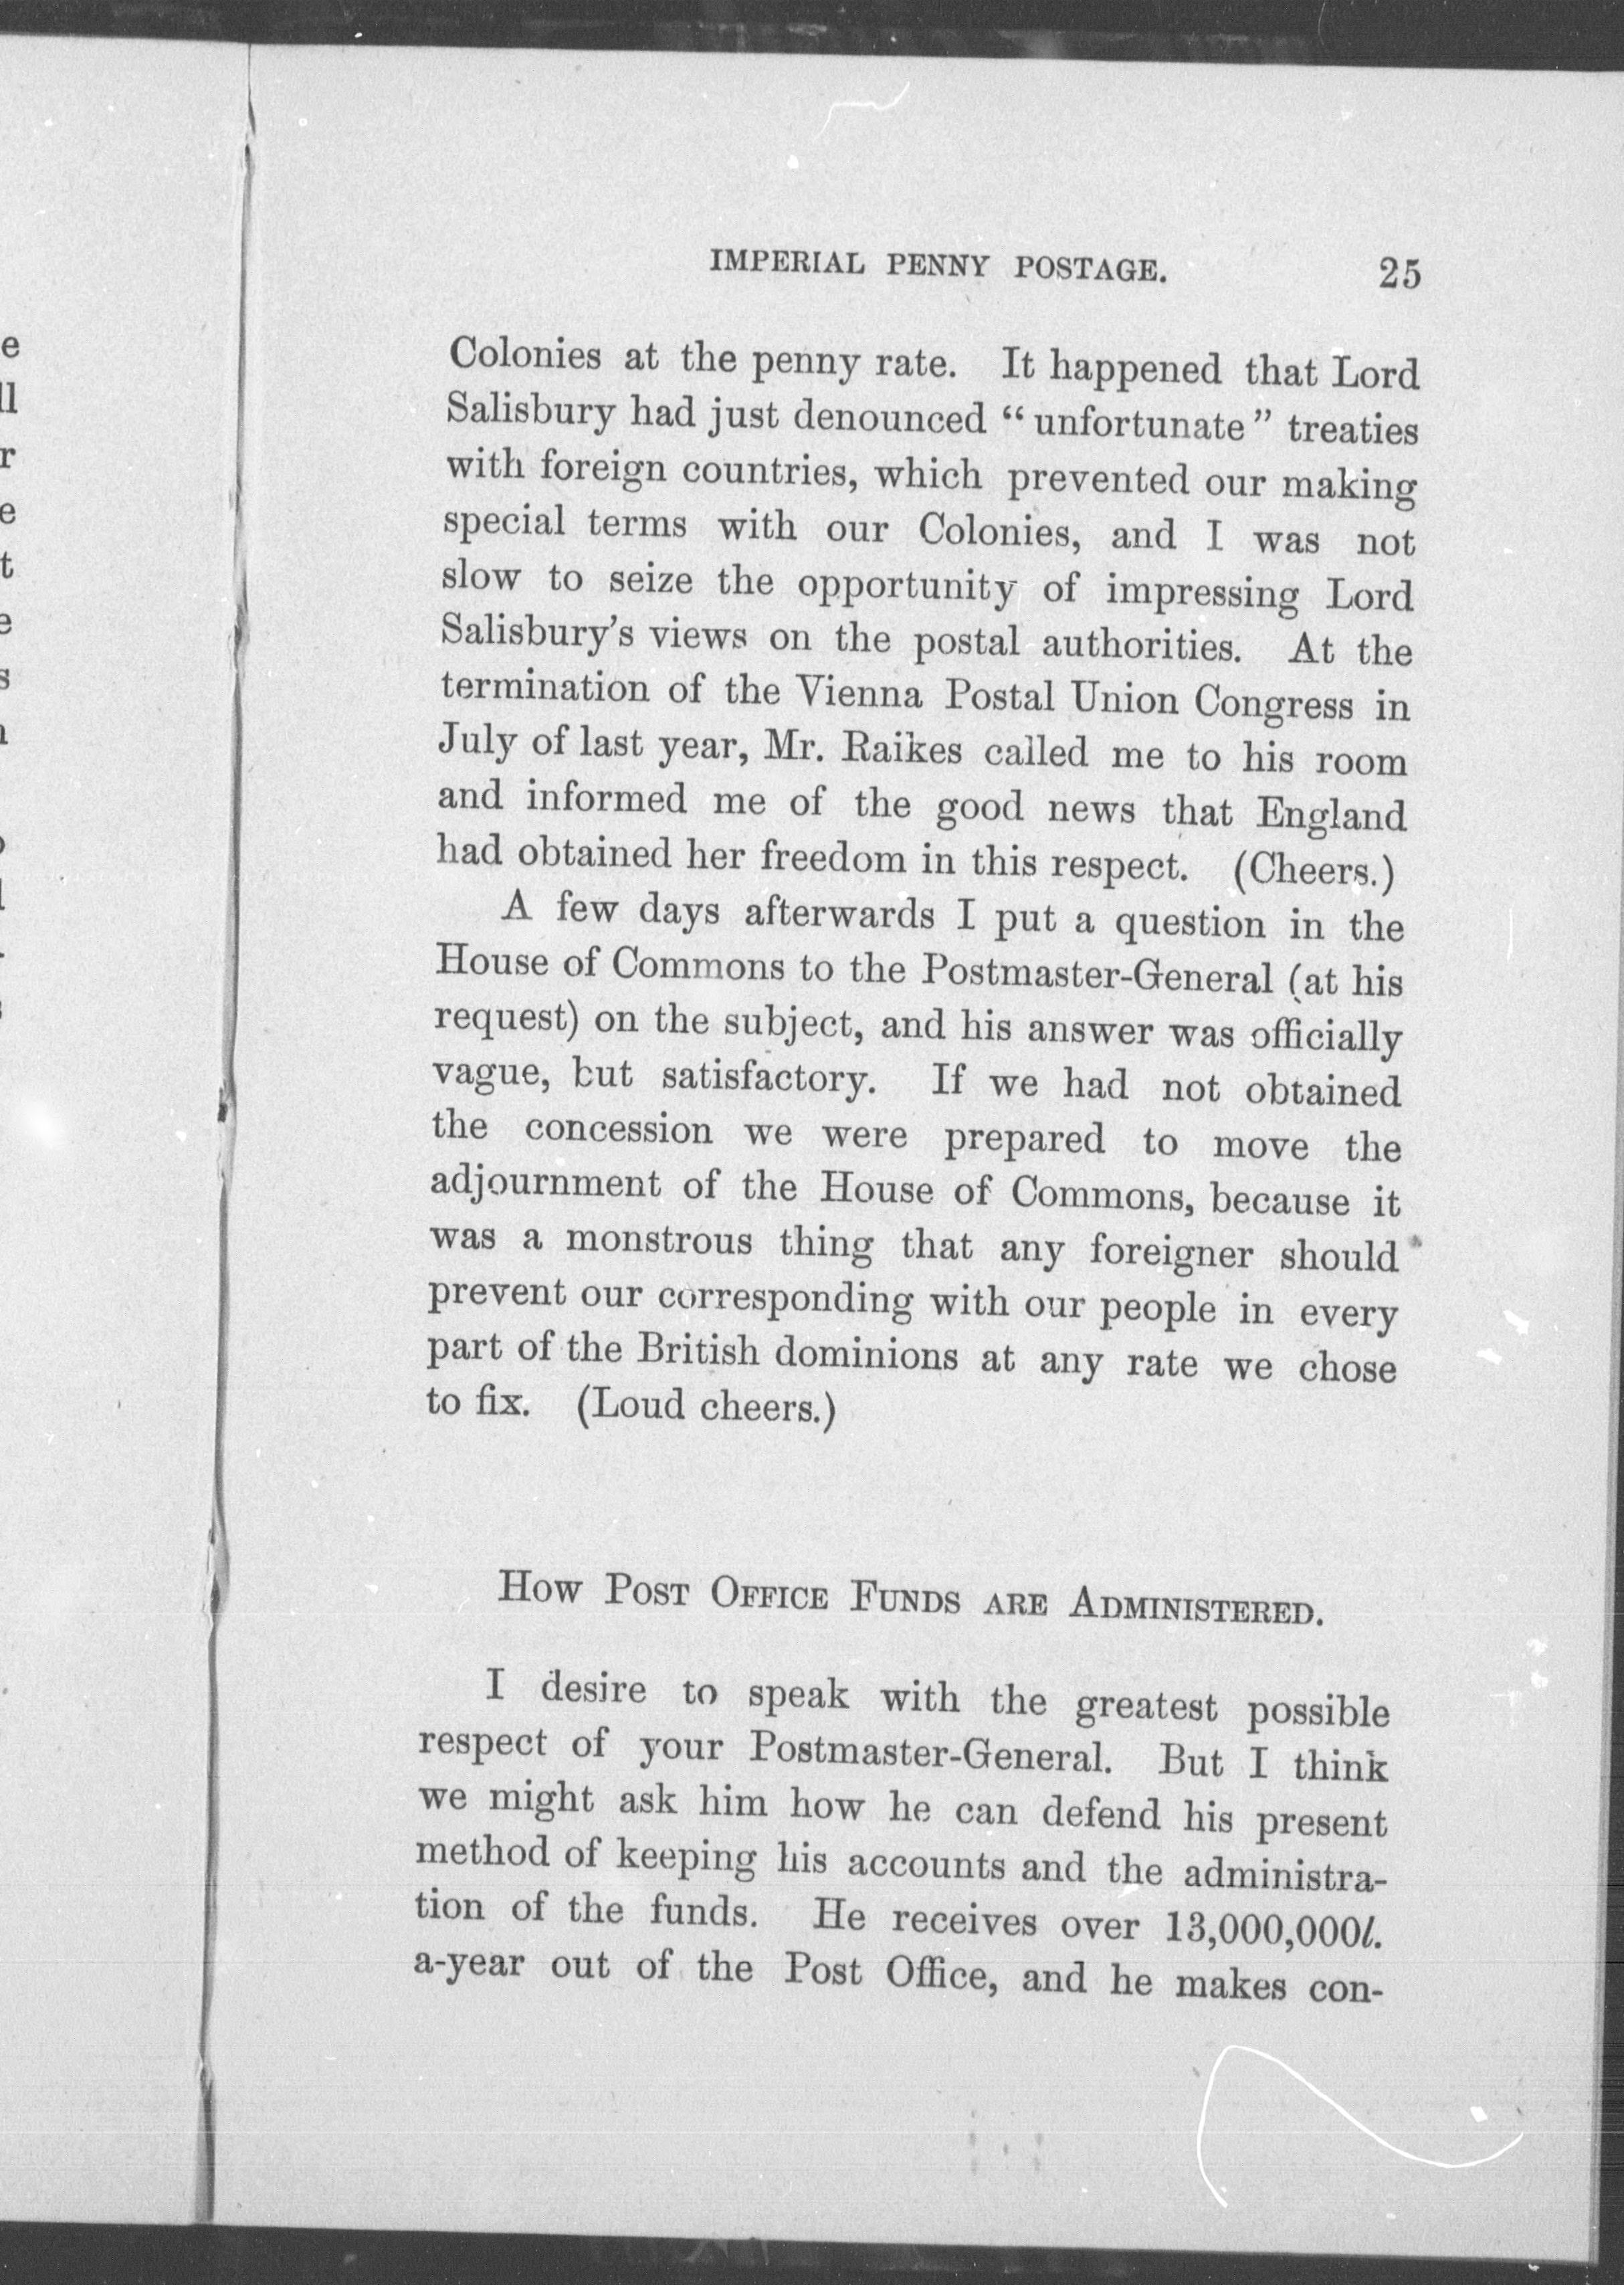 IMPERIAL PENNY POSTAGE. 25
Colonies at the penny rate. It happened that Lord
Salisbury had just denounced “unfortunate” treaties
with foreign countries, which prevented our making
special terms with our Colonies, and I was not
slow to seize the opportunity of impressing Lord
Salisbury’s views on the postal authorities. At the
termination of the Vienna Postal Union Congress in
July of last year, Mr. Raikes called me to his room
and informed me of the good news that England
had obtained her freedom in this respect. (Cheers.)
A few days afterwards I put a question in the
House of Commons to the Postmaster-General (at his
request) on the subject, and his answer was officially
vague, but satisfactory. If we had not obtained
the concession we were prepared to move the
adjournment of the House of Commons, because it
was a monstrous thing that any foreigner should
prevent our corresponding with our people in every
part of the British dominions at any rate we chose
to fix. (Loud cheers.)
How Post Office Funds are Administered.
I desire to speak with the greatest possible
respect of your Postmaster-General. But I think
we might ask him how he can defend his present
method of keeping his accounts and the administra-
tion of the funds. He receives over 13,000,000l.
a-year out of the Post Office, and he makes con-